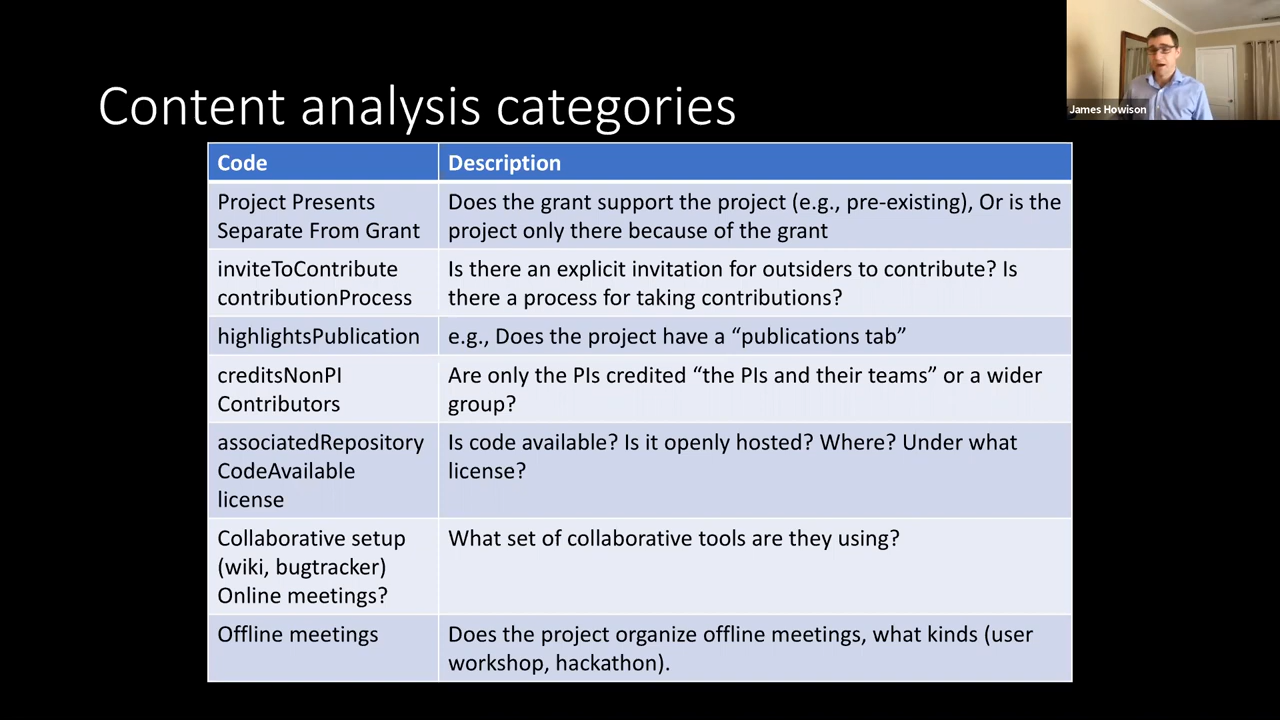 James Howison
Content analysis categories
Code
Description
Project Presents
Separate From Grant
Does the grant support the project (e.g., pre-existing), Or is the
project only there because of the grant
inviteToContribute
contributionProcess
Is there an explicit invitation for outsiders to contribute? Is
there a process for taking contributions?
highlightsPublication
e.g., Does the project have a “publications tab”
creditsNonPI
Contributors
Are only the PIs credited “the PIs and their teams” or a wider
group?
associatedRepository
CodeAvailable
license
Is code available? Is it openly hosted? Where? Under what
license?
Collaborative setup
(wiki, bugtracker)
Online meetings?
What set of collaborative tools are they using?
Offline meetings
Does the project organize offline meetings, what kinds (user
workshop, hackathon).